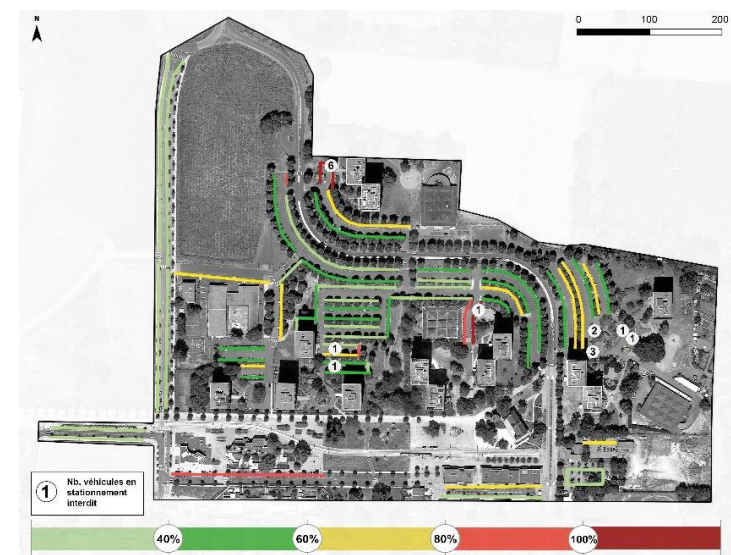 N
0 100 200
6
1
2
1
1
3
1
1
1 Nb. véhicules en
stationnement
interdit
40% 60% 80% 100%